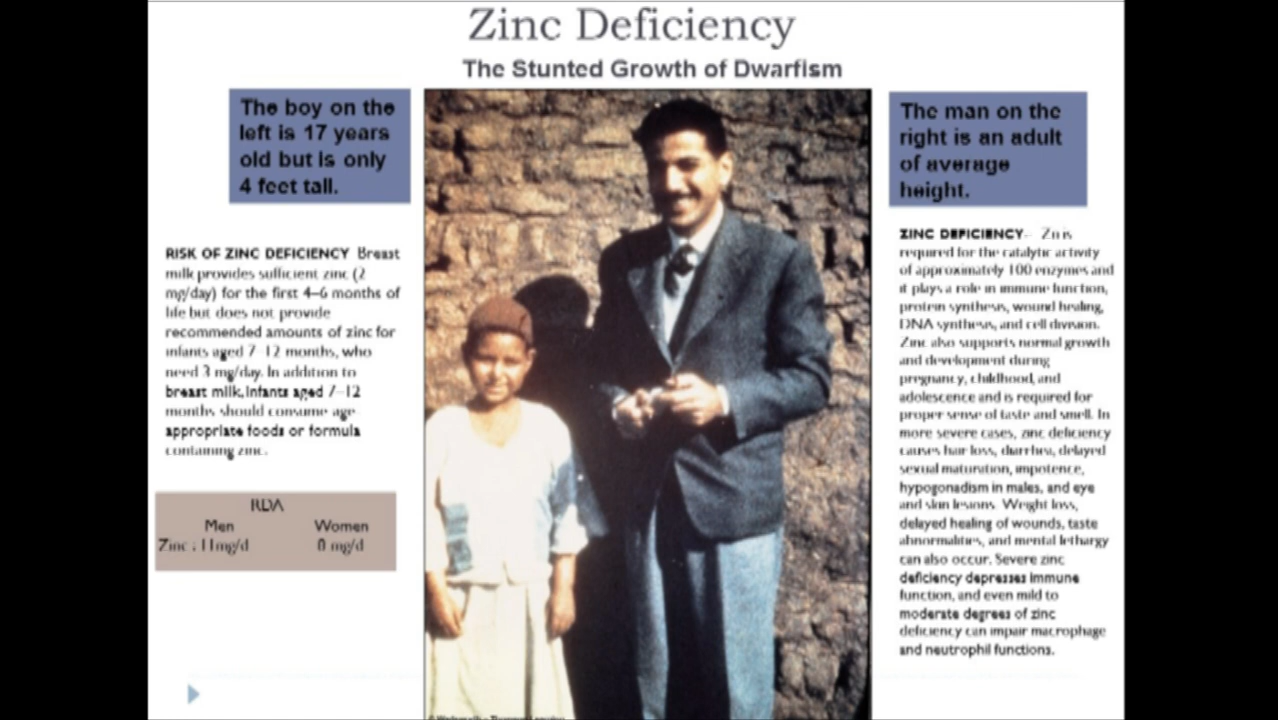 Zinc Deficiency
The Stunted Growth of Dwarfism
The boy on the
left is 17 years
old but is only
4 feet tall.
RISK OF ZINC DEFICIENCY Breast
milk provides sufficient zinc (2
mg/day) for the first 4–6 months of
life but does not provide
recommended amounts of zinc for
infants aged 7–12 months, who
need 3 mg/day. In addition to
breast milk, infants aged 7–12
months should consume age-
appropriate foods or formula
containing zinc.
RDA
Men Women
Zinc : 11mg/d mg/d
The man on the
right is an adult
of average
height.
ZINC DEFICIENCY- Zn is
required for the catalytic activity
of approximately 100 enzymes and
it plays a role in immune function,
protein synthesis, wound healing,
DNA synthesis, and cell division.
Zinc also supports normal growth
and development during
pregnancy, childhood, and
adolescence and is required for
proper sense of taste and smell. In
more severe cases, zinc deficiency
causes hair loss, diarrhea, delayed
sexual maturation, impotence,
hypogonadism in males, and eye
and skin lesions. Weight loss,
delayed healing of wounds, taste
abnormalities, and mental lethargy
can also occur. Severe zinc
deficiency depresses immune
function, and even mild to
moderate degrees of zinc
deficiency can impair macrophage
and neutrophil functions.